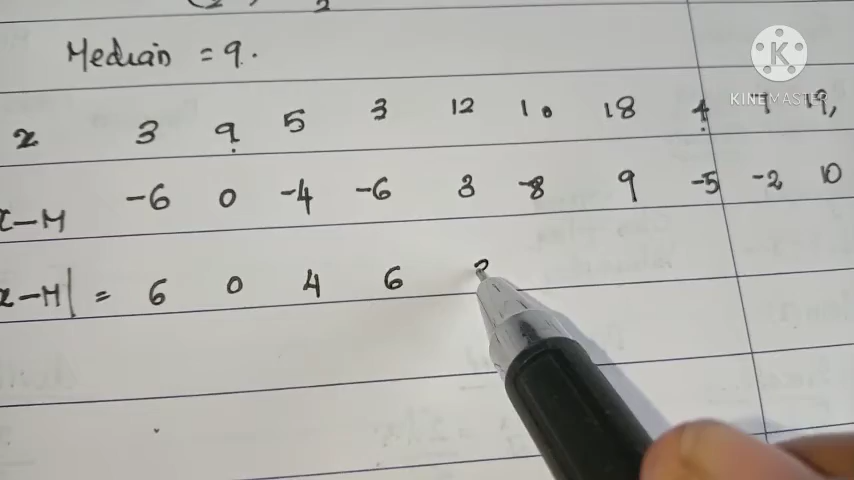 K
KINEMASTER
Median = 9.
x 3 9 5 3 12 10 18 4 7 19,
x-M -6 0 -4 -6 3 -8 9 -5 -2 10
x-M| = 6 0 4 6